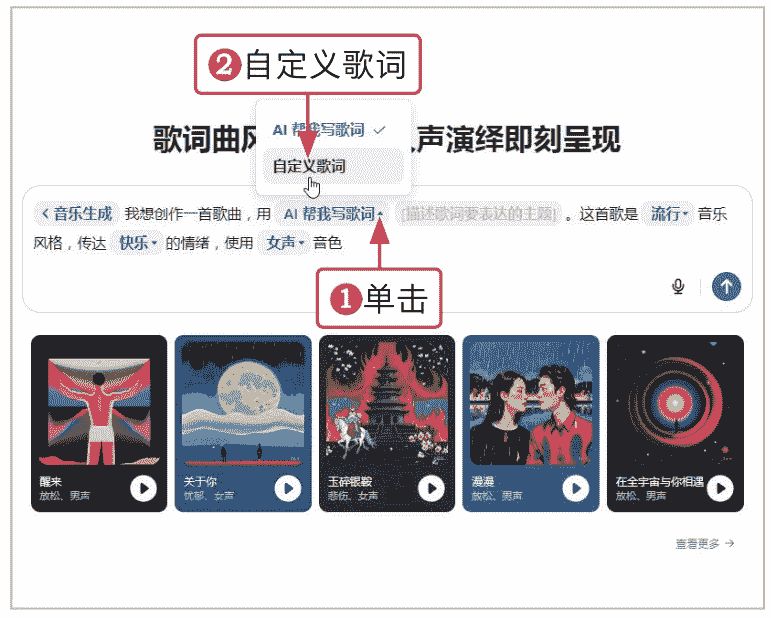 ❷自定义歌词
AI 帮我写歌词 ✓
歌词曲风 声演绎即刻呈现
自定义歌词
< 音乐生成 我想创作一首歌曲，用 AI 帮我写歌词 [描述歌词要表达的主题] 。这首歌是 流行 音乐
风格，传达 快乐 的情绪，使用 女声 音色
❶单击
醒来
放松、男声
关于你
忧郁、女声
玉碎银鞍
悲伤、女声
漫漫
放松、男声
在全宇宙与你相遇
放松、男声
查看更多 →